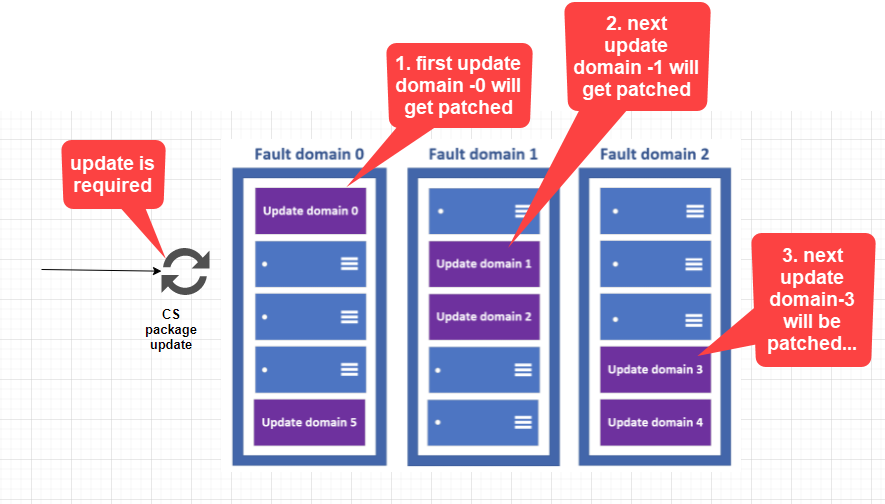 1. first update
domain -0 will
get patched
2. next
update
domain -1 will
get patched
update is
required
Fault domain 0
Fault domain 1
Fault domain 2
Update domain 0
Update domain 1
Update domain 2
Update domain 3
Update domain 5
Update domain 4
3. next
update
domain-3
will be
patched...
CS
package
update